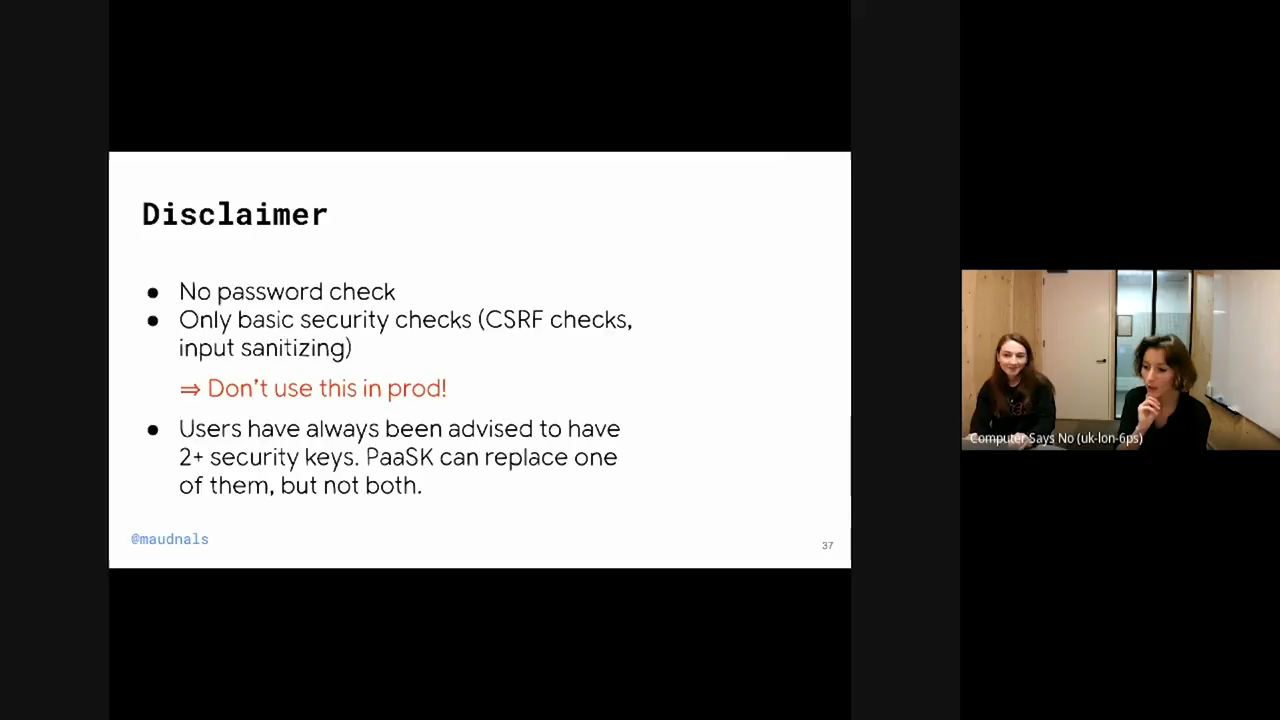 Disclaimer
● No password check
● Only basic security checks (CSRF checks,
input sanitizing)
⇒ Don't use this in prod!
● Users have always been advised to have
2+ security keys. PaaSK can replace one
of them, but not both.
@maudnals
37
Computer Says No (uk-lon-6ps)